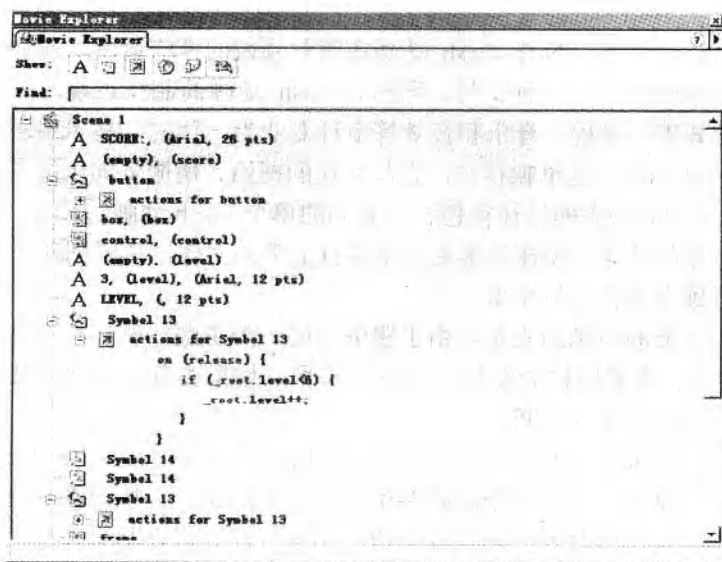 Movie Explorer
Movie Explorer
Show:
Find:
Scene 1
SCORE:, (Arial, 26 pts)
(empty), (score)
button
actions for button
box, (box)
control, (control)
(empty), (level)
3, (level), (Arial, 12 pts)
LEVEL, (, 12 pts)
Symbol 13
actions for Symbol 13
on (release) {
if (_root.level<6) {
_root.level++;
}
}
Symbol 14
Symbol 14
Symbol 13
actions for Symbol 13
Frame